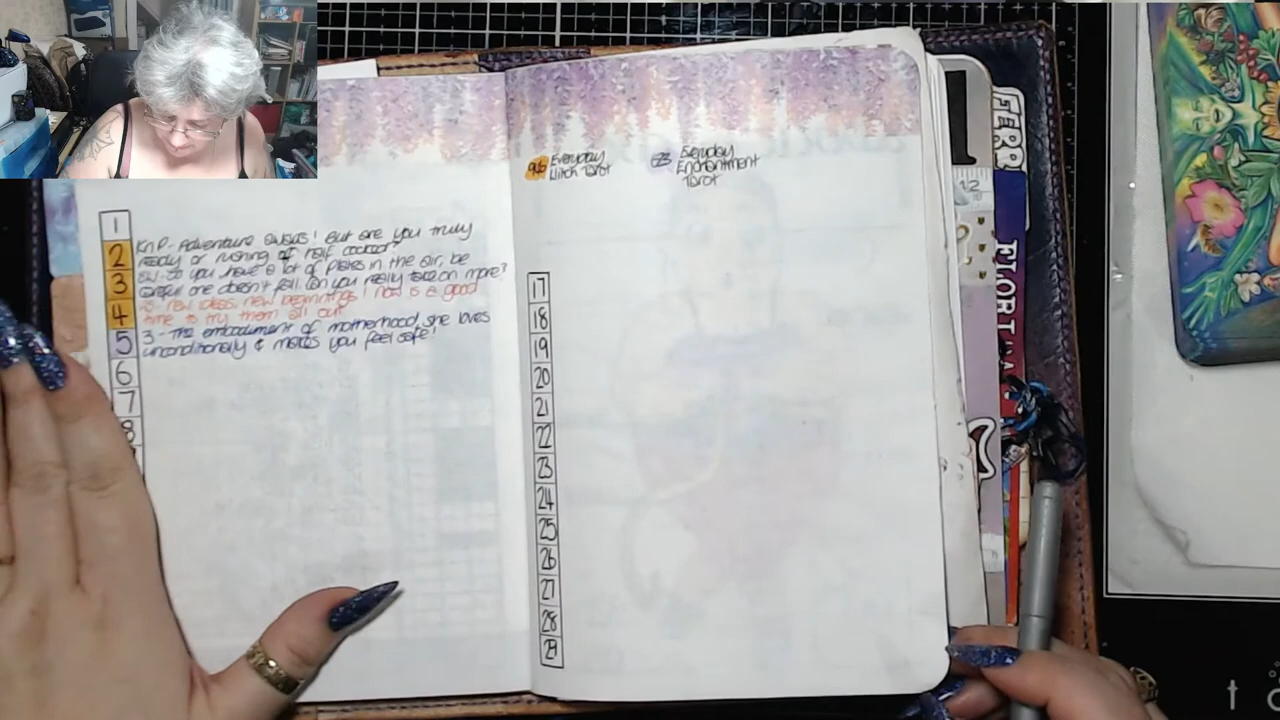 1
2
3
4
5
6
7
8
KnP - Adventure awaits! But are you truly
ready or rushing off half cocked?
8W - So you have a lot of plates in the air, be
careful one doesn't fall. Can you really take on more?
- New ideas, new beginnings! Now is a good
time to try them all out
3 - The embodiment of motherhood, she loves
unconditionally & makes you feel safe!
Everyday
Witch Tarot
Everyday
Enchantment
Tarot
17
18
19
20
21
22
23
24
25
26
27
28
29
12